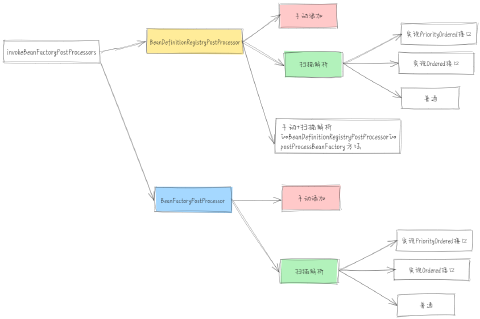 手动添加
BeanDefinitionRegistryPostProcessor
实现PriorityOrdered接口
invokeBeanFactoryPostProcessors
扫描解析
实现Ordered接口
普通
手动+扫描解析
的BeanDefinitionRegistryPostProcessor的
postProcessBeanFactory方法
BeanFactoryPostProcessor
手动添加
实现PriorityOrdered接口
扫描解析
实现Ordered接口
普通